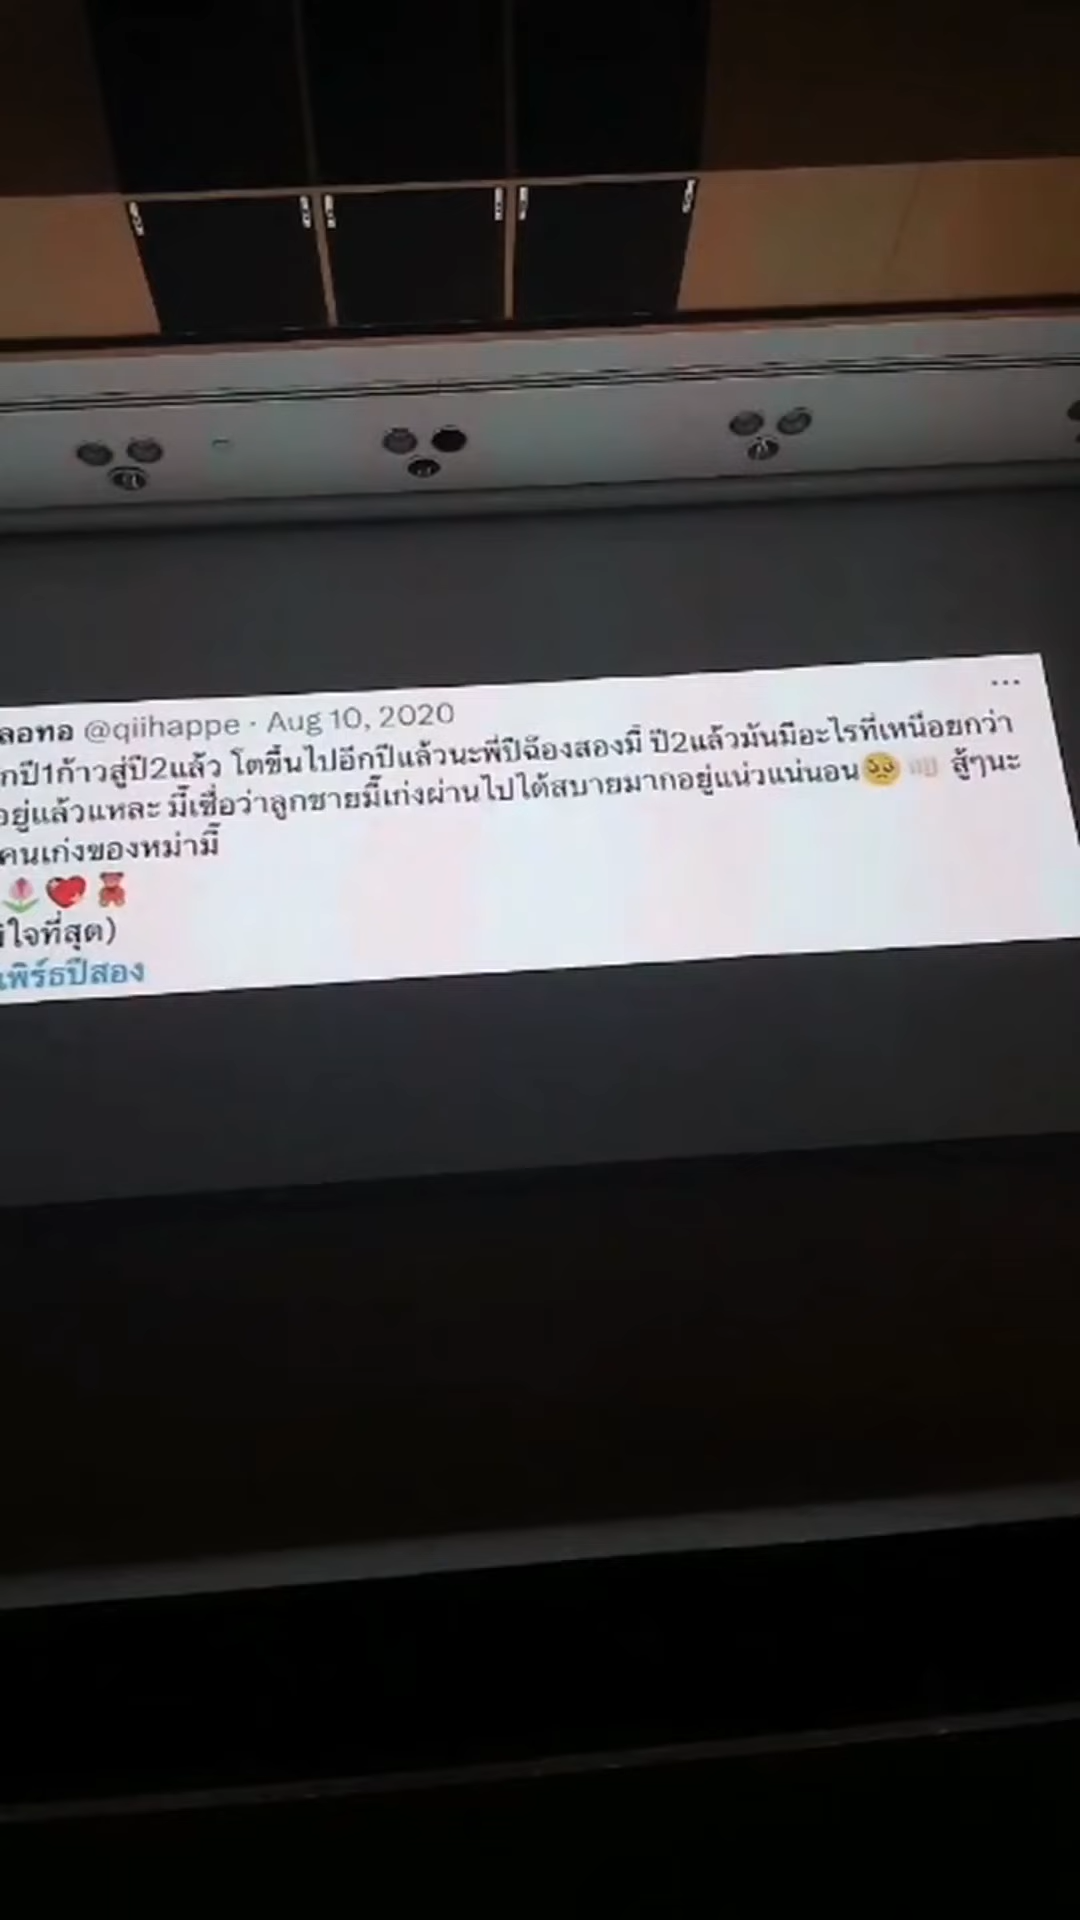 ลอทอ @qiihappe · Aug 10, 2020
กปี1ก้าวสู่ปี2แล้ว โตขึ้นไปอีกปีแล้วนะพี่ปีฉ๊องสองมี้ ปี2แล้วมันมีอะไรที่เหนื่อยกว่า
อยู่แล้วแหละ มี๊เชื่อว่าลูกชายมี๊เก่งผ่านไปได้สบายมากอยู่แน่วแน่นอน🥺👊🏻 สู้ๆนะ
คนเก่งของหม่ามี๊
🌷💖🧸
ใจที่สุด)
เพิร์ธปีสอง